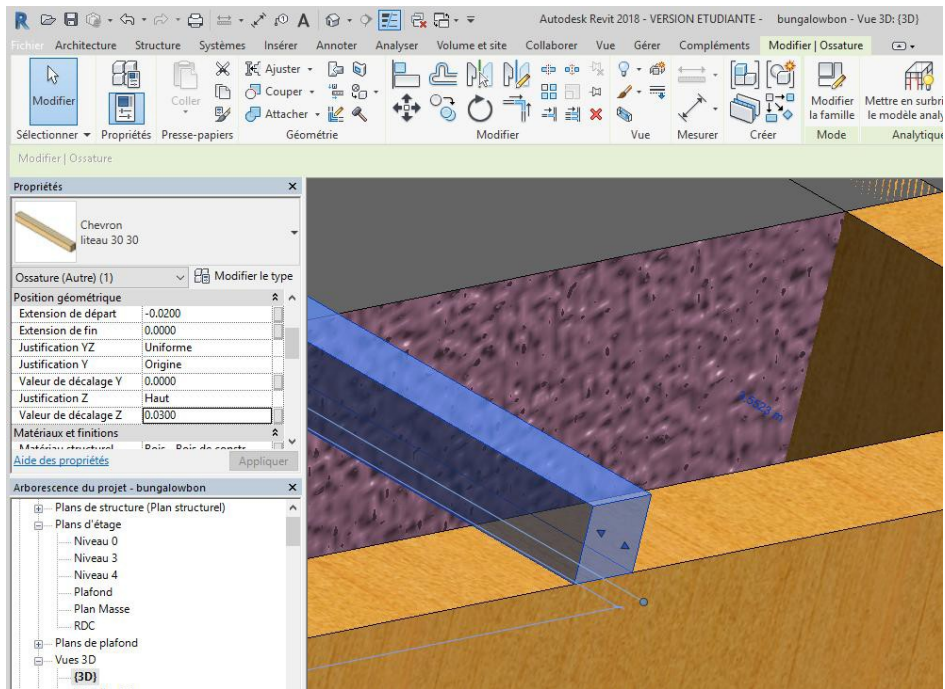 Autodesk Revit 2018 - VERSION ETUDIANTE - bungalowbon - Vue 3D: {3D}
Fichier Architecture Structure Systèmes Insérer Annoter Analyser Volume et site Collaborer Vue Gérer Compléments Modifier | Ossature
Modifier
Coller
Ajuster
Couper
Attacher
Modifier la famille
Mettre en surbri
le modèle analy
Sélectionner Propriétés Presse-papiers Géométrie Modifier Vue Mesurer Créer Mode Analytique
Modifier | Ossature
Propriétés
Chevron
liteau 30 30
Ossature (Autre) (1) Modifier le type
Position géométrique
Extension de départ -0.0200
Extension de fin 0.0000
Justification YZ Uniforme
Justification Y Origine
Valeur de décalage Y 0.0000
Justification Z Haut
Valeur de décalage Z 0.0300
Matériaux et finitions
Matériau structurel Bois - Bois de constr
Aide des propriétés Appliquer
Arborescence du projet - bungalowbon
Plans de structure (Plan structurel)
Plans d'étage
Niveau 0
Niveau 3
Niveau 4
Plafond
Plan Masse
RDC
Plans de plafond
Vues 3D
{3D}